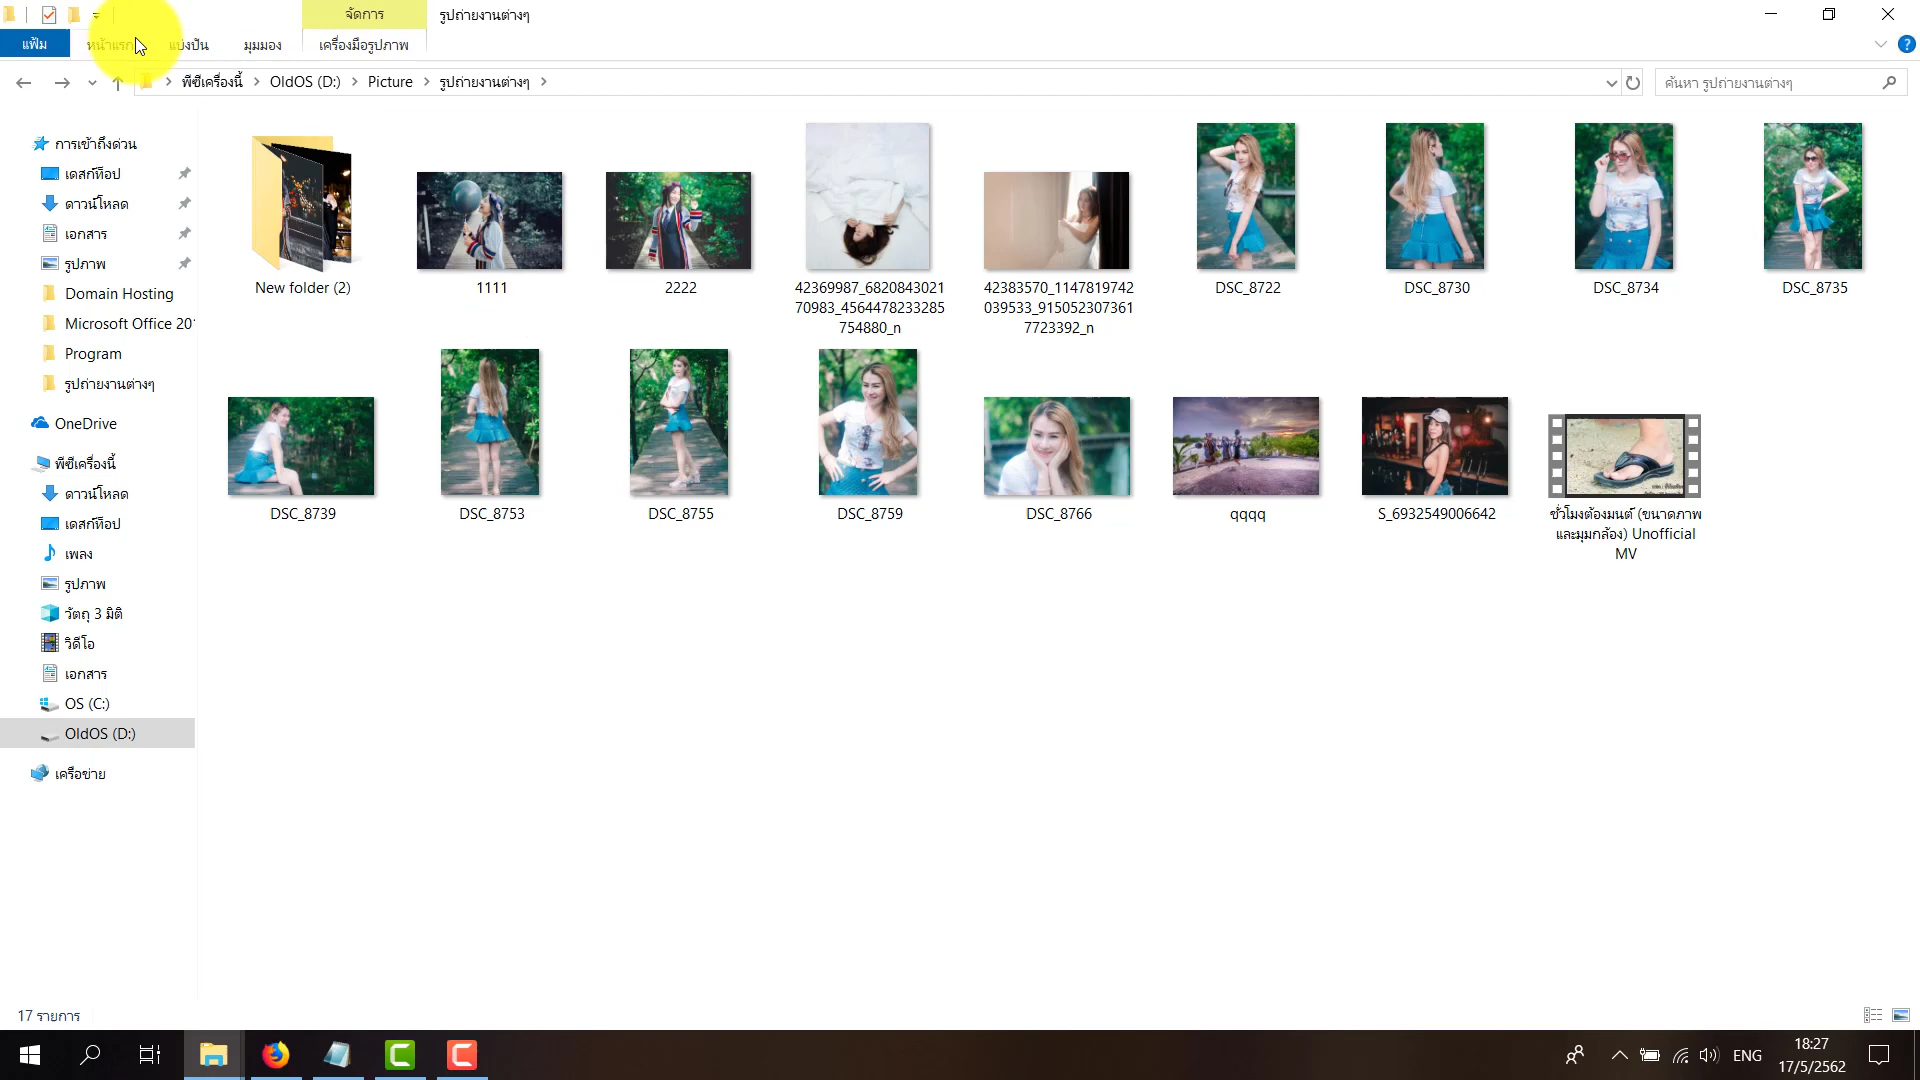 จัดการ
รูปถ่ายงานต่างๆ
แฟ้ม
หน้าแรก
แบ่งปัน
มุมมอง
เครื่องมือรูปภาพ
พีซีเครื่องนี้
OldOS (D:)
Picture
รูปถ่ายงานต่างๆ
ค้นหา รูปถ่ายงานต่างๆ
การเข้าถึงด่วน
เดสก์ท็อป
ดาวน์โหลด
เอกสาร
รูปภาพ
Domain Hosting
Microsoft Office 20
Program
รูปถ่ายงานต่างๆ
OneDrive
พีซีเครื่องนี้
ดาวน์โหลด
เดสก์ท็อป
เพลง
รูปภาพ
วัตถุ 3 มิติ
วิดีโอ
เอกสาร
OS (C:)
OldOS (D:)
เครือข่าย
New folder (2)
1111
2222
42369987_6820843021
70983_4564478233285
754880_n
42383570_1147819742
039533_915052307361
7723392_n
DSC_8722
DSC_8730
DSC_8734
DSC_8735
DSC_8739
DSC_8753
DSC_8755
DSC_8759
DSC_8766
qqqq
S_6932549006642
ชั่วโมงต้องมนต์ (ขนาดภาพ
และมุมกล้อง) Unofficial
MV
17 รายการ
ENG
18:27
17/5/2562